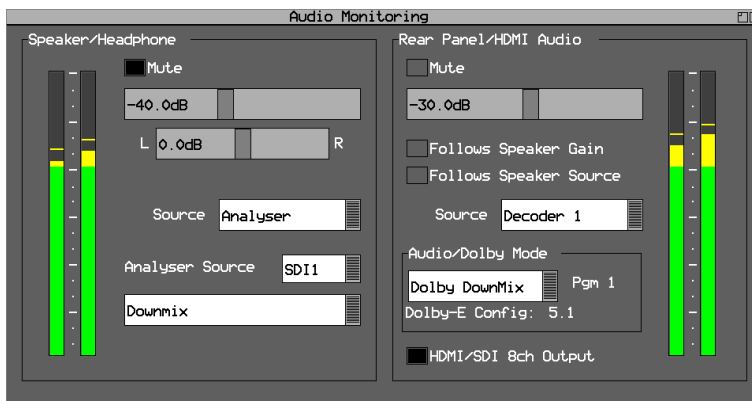 Audio Monitoring
Speaker/Headphone
Mute
-40.0dB
L 0.0dB R
Source Analyser
Analyser Source SDI1
Downmix
Rear Panel/HDMI Audio
Mute
-30.0dB
Follows Speaker Gain
Follows Speaker Source
Source Decoder 1
Audio/Dolby Mode
Dolby DownMix Pgm 1
Dolby-E Config: 5.1
HDMI/SDI 8ch Output